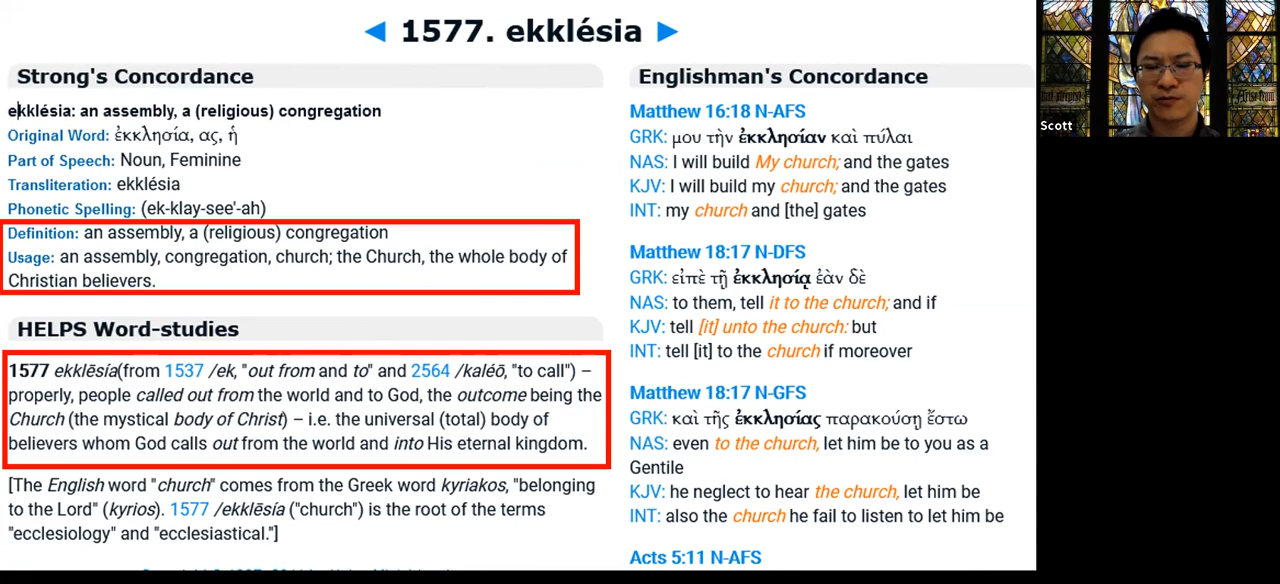 ◄ 1577. ekklésia ►
Strong's Concordance
ekklésia: an assembly, a (religious) congregation
Original Word: ἐκκλησία, ας, ἡ
Part of Speech: Noun, Feminine
Transliteration: ekklésia
Phonetic Spelling: (ek-klay-see'-ah)
Definition: an assembly, a (religious) congregation
Usage: an assembly, congregation, church; the Church, the whole body of
Christian believers.
HELPS Word-studies
1577 ekklēsía(from 1537 /ek, "out from and to" and 2564 /kaléō, "to call") –
properly, people called out from the world and to God, the outcome being the
Church (the mystical body of Christ) – i.e. the universal (total) body of
believers whom God calls out from the world and into His eternal kingdom.
[The English word "church" comes from the Greek word kyriakos, "belonging
to the Lord" (kyrios). 1577 /ekklēsía ("church") is the root of the terms
"ecclesiology" and "ecclesiastical."]
Englishman's Concordance
Matthew 16:18 N-AFS
GRK: μου τὴν ἐκκλησίαν καὶ πύλαι
NAS: I will build My church; and the gates
KJV: I will build my church; and the gates
INT: my church and [the] gates
Matthew 18:17 N-DFS
GRK: εἰπὲ τῇ ἐκκλησίᾳ ἐὰν δὲ
NAS: to them, tell it to the church; and if
KJV: tell [it] unto the church: but
INT: tell [it] to the church if moreover
Matthew 18:17 N-GFS
GRK: καὶ τῆς ἐκκλησίας παρακούσῃ ἔστω
NAS: even to the church, let him be to you as a
Gentile
KJV: he neglect to hear the church, let him be
INT: also the church he fail to listen to let him be
Acts 5:11 N-AFS
Scott